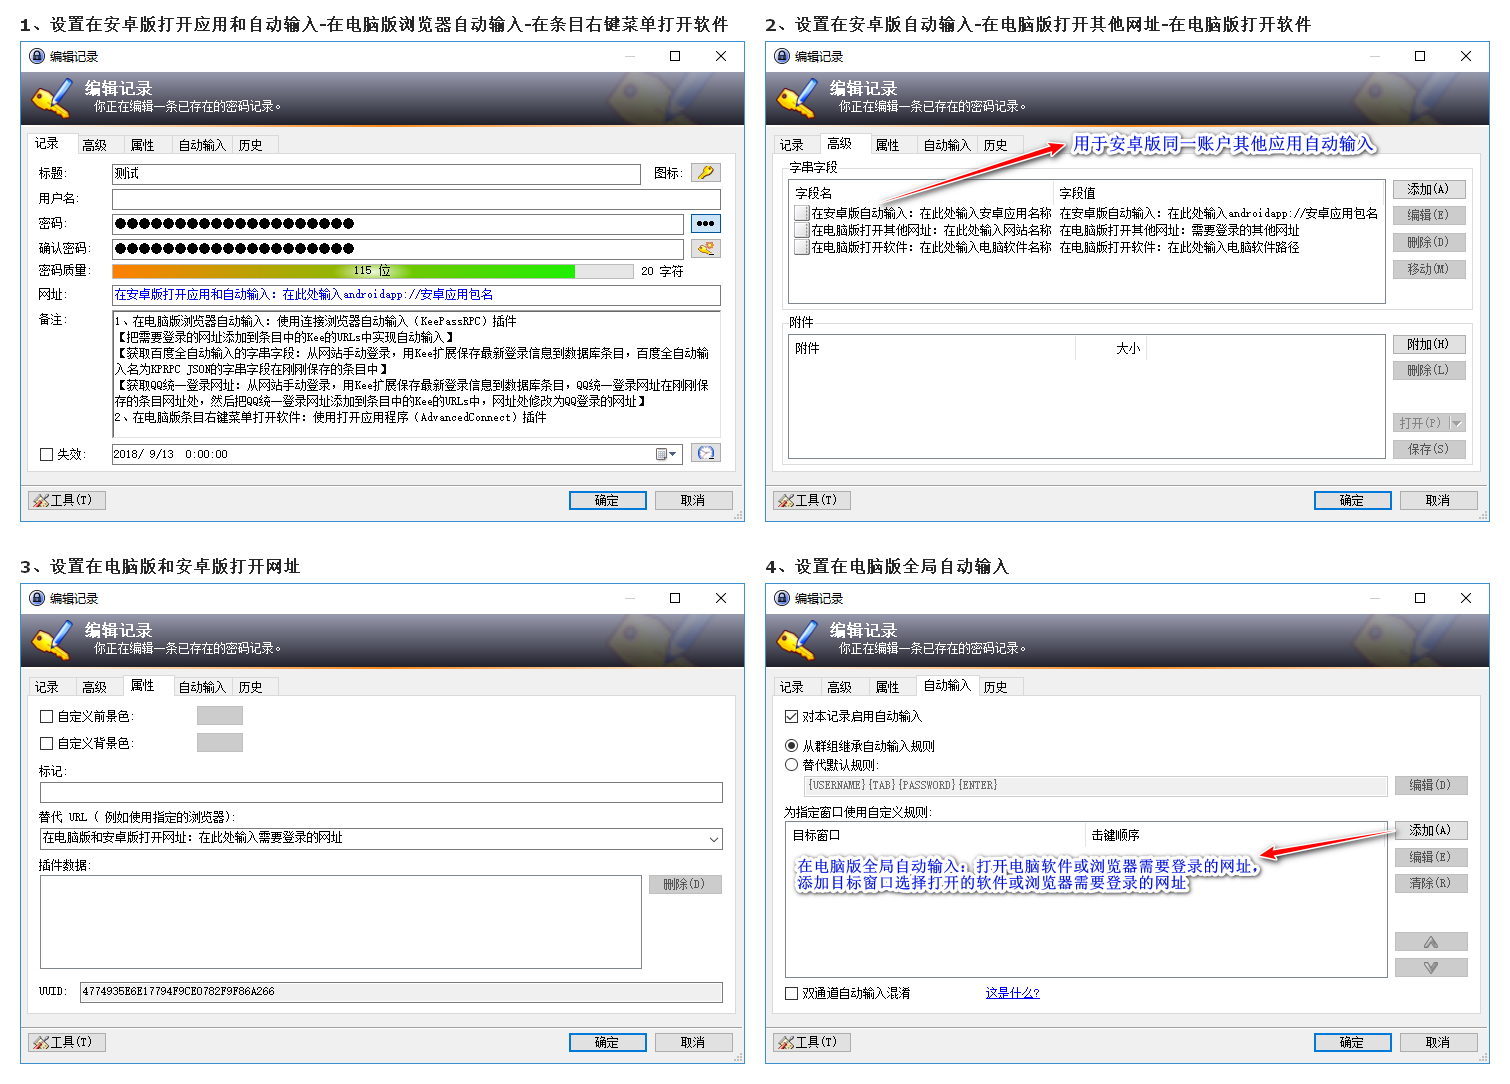 1、设置在安卓版打开应用和自动输入-在电脑版浏览器自动输入-在条目右键菜单打开软件
编辑记录
编辑记录
你正在编辑一条已存在的密码记录。
记录 高级 属性 自动输入 历史
标题: 测试 图标:
用户名:
密码: ●●●●●●●●●●●●●●●●●●●●
确认密码: ●●●●●●●●●●●●●●●●●●●●
密码质量: 115 位 20 字符
网址: 在安卓版打开应用和自动输入: 在此处输入androidapp://安卓应用包名
备注: 1、在电脑版浏览器自动输入: 使用连接浏览器自动输入（KeePassRPC）插件
【把需要登录的网址添加到条目中的Kee的URLs中实现自动输入】
【获取百度全自动输入的字串字段: 从网站手动登录, 用Kee扩展保存最新登录信息到数据库条目, 百度全自动输
入名为KPRPC JSON的字串字段在刚刚保存的条目中】
【获取QQ统一登录网址: 从网站手动登录, 用Kee扩展保存最新登录信息到数据库条目, QQ统一登录网址在刚刚保
存的条目网址处, 然后把QQ统一登录网址添加到条目中的Kee的URLs中, 网址处修改为QQ登录的网址】
2、在电脑版条目右键菜单打开软件: 使用打开应用程序（AdvancedConnect）插件
失效: 2018/ 9/13 0:00:00
工具(T) 确定 取消
2、设置在安卓版自动输入-在电脑版打开其他网址-在电脑版打开软件
编辑记录
编辑记录
你正在编辑一条已存在的密码记录。
记录 高级 属性 自动输入 历史
用于安卓版同一账户其他应用自动输入
字串字段
字段名 字段值 添加(A)
在安卓版自动输入: 在此处输入安卓应用名称 在安卓版自动输入: 在此处输入androidapp://安卓应用包名 编辑(E)
在电脑版打开其他网址: 在此处输入网站名称 在电脑版打开其他网址: 需要登录的其他网址 删除(D)
在电脑版打开软件: 在此处输入电脑软件名称 在电脑版打开软件: 在此处输入电脑软件路径
移动(M)
附件
附件 大小 附加(H)
删除(L)
打开(P)
保存(S)
工具(T) 确定 取消
3、设置在电脑版和安卓版打开网址
编辑记录
编辑记录
你正在编辑一条已存在的密码记录。
记录 高级 属性 自动输入 历史
自定义前景色:
自定义背景色:
标记:
替代 URL ( 例如使用指定的浏览器):
在电脑版和安卓版打开网址: 在此处输入需要登录的网址
插件数据:
删除(D)
UUID: 4774935E6E17794F9CE0782F9F86A266
工具(T) 确定 取消
4、设置在电脑版全局自动输入
编辑记录
编辑记录
你正在编辑一条已存在的密码记录。
记录 高级 属性 自动输入 历史
对本记录启用自动输入
从群组继承自动输入规则
替代默认规则:
{USERNAME}{TAB}{PASSWORD}{ENTER} 编辑(D)
为指定窗口使用自定义规则:
目标窗口 击键顺序 添加(A)
在电脑版全局自动输入: 打开电脑软件或浏览器需要登录的网址,
添加目标窗口选择打开的软件或浏览器需要登录的网址
编辑(E)
清除(R)
双通道自动输入混淆 这是什么?
工具(T) 确定 取消